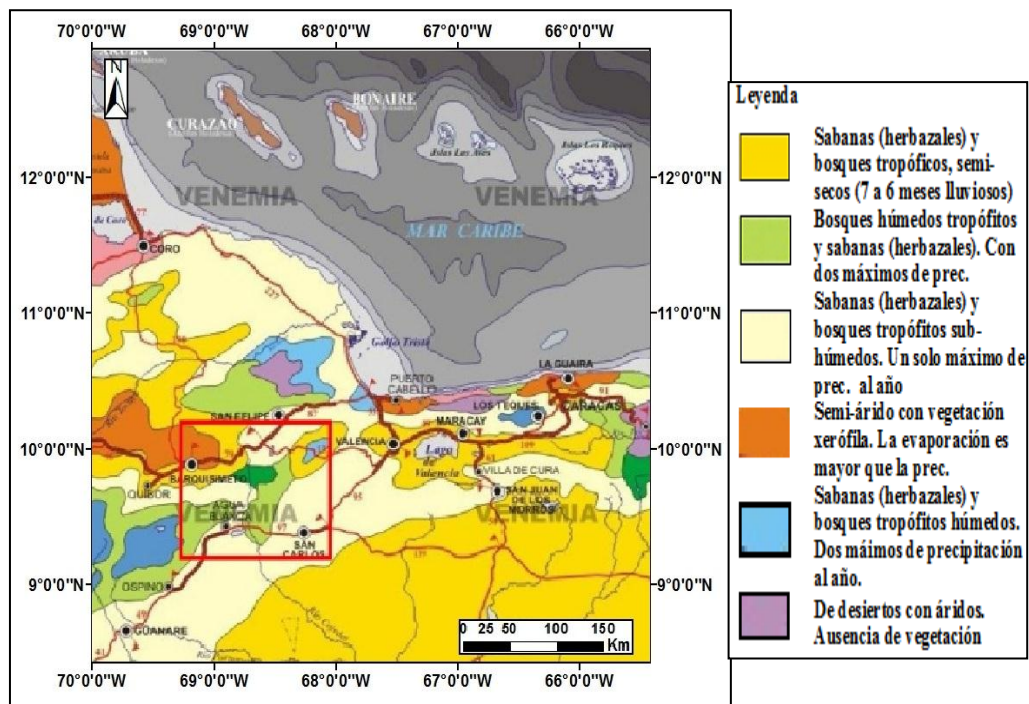 70°0'0"W 69°0'0"W 68°0'0"W 67°0'0"W 66°0'0"W
N
ARUBA
CURAZAO
BONAIRE
Islas Las Aves
Islas Los Roques
12°0'0"N 12°0'0"N
VENEMIA VENEMIA
MAR CARIBE
de Coro
CORO
227
11°0'0"N 11°0'0"N
Golfo Triste
PUERTO
CABELLO
LA GUAIRA
SAN FELIPE
LOS TEQUES
CARACAS
MARACAY
VALENCIA
10°0'0"N 10°0'0"N
Lago
de
Valencia
BARQUISIMETO
QUIBOR
VILLA DE CURA
SAN JUAN
DE LOS
MORROS
AGUA
BLANCA
VENEMIA VENEMIA
SAN
CARLOS
9°0'0"N 9°0'0"N
OSPINO
GUANARE
0 25 50 100 150
Km
70°0'0"W 69°0'0"W 68°0'0"W 67°0'0"W 66°0'0"W
Leyenda
Sabanas (herbazales) y
bosques tropóficos, semi-
secos (7 a 6 meses lluviosos)
Bosques húmedos tropófitos
y sabanas (herbazales). Con
dos máximos de prec.
Sabanas (herbazales) y
bosques tropófitos sub-
húmedos. Un solo máximo de
prec. al año
Semi-árido con vegetación
xerófila. La evaporación es
mayor que la prec.
Sabanas (herbazales) y
bosques tropófitos húmedos.
Dos máimos de precipitación
al año.
De desiertos con áridos.
Ausencia de vegetación